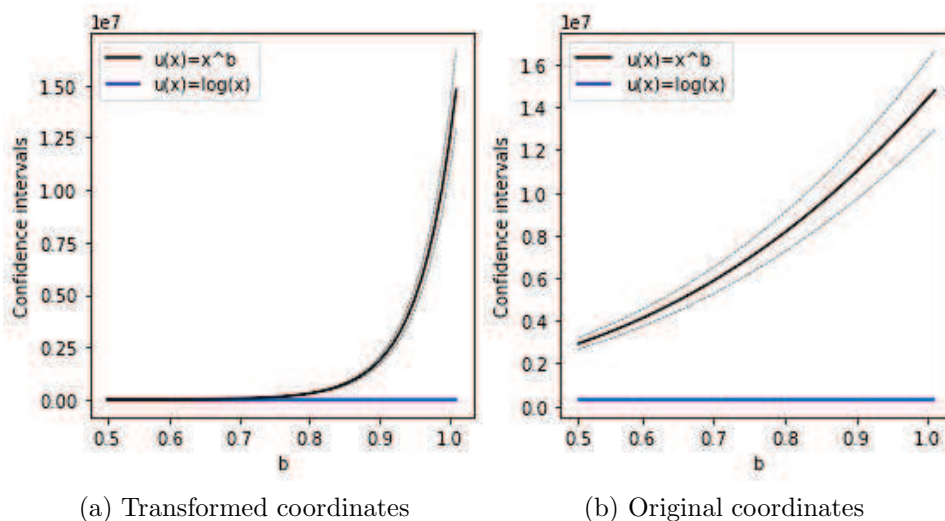 1e7
u(x)=x^b
u(x)=log(x)
Confidence intervals
1.50
1.25
1.00
0.75
0.50
0.25
0.00
0.5 0.6 0.7 0.8 0.9 1.0
b
(a) Transformed coordinates
1e7
u(x)=x^b
u(x)=log(x)
Confidence intervals
1.6
1.4
1.2
1.0
0.8
0.6
0.4
0.2
0.0
0.5 0.6 0.7 0.8 0.9 1.0
b
(b) Original coordinates